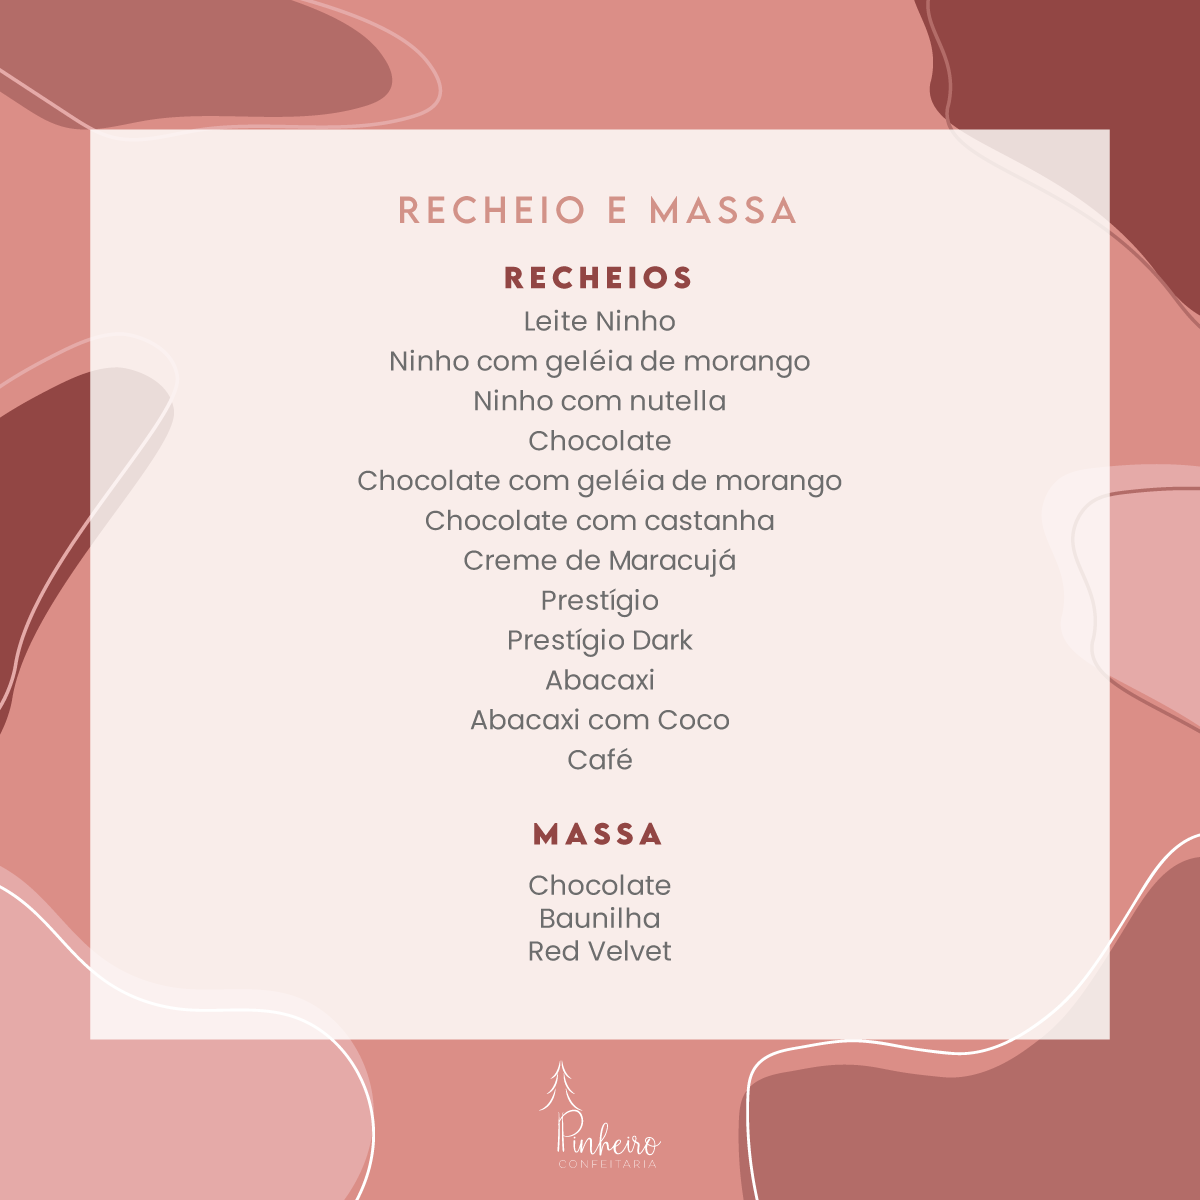 RECHEIO E MASSA
RECHEIOS
Leite Ninho
Ninho com geléia de morango
Ninho com nutella
Chocolate
Chocolate com geléia de morango
Chocolate com castanha
Creme de Maracujá
Prestígio
Prestígio Dark
Abacaxi
Abacaxi com Coco
Café
MASSA
Chocolate
Baunilha
Red Velvet
Pinheiro
CONFEITARIA